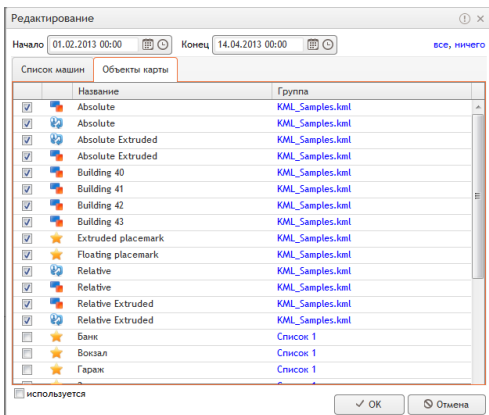 Редактирование
Начало 01.02.2013 00:00 Конец 14.04.2013 00:00 все, ничего
Список машин Объекты карты
Название Группа
Absolute KML_Samples.kml
Absolute KML_Samples.kml
Absolute Extruded KML_Samples.kml
Absolute Extruded KML_Samples.kml
Building 40 KML_Samples.kml
Building 41 KML_Samples.kml
Building 42 KML_Samples.kml
Building 43 KML_Samples.kml
Extruded placemark KML_Samples.kml
Floating placemark KML_Samples.kml
Relative KML_Samples.kml
Relative KML_Samples.kml
Relative Extruded KML_Samples.kml
Relative Extruded KML_Samples.kml
Банк Список 1
Вокзал Список 1
Гараж Список 1
используется
OK Отмена